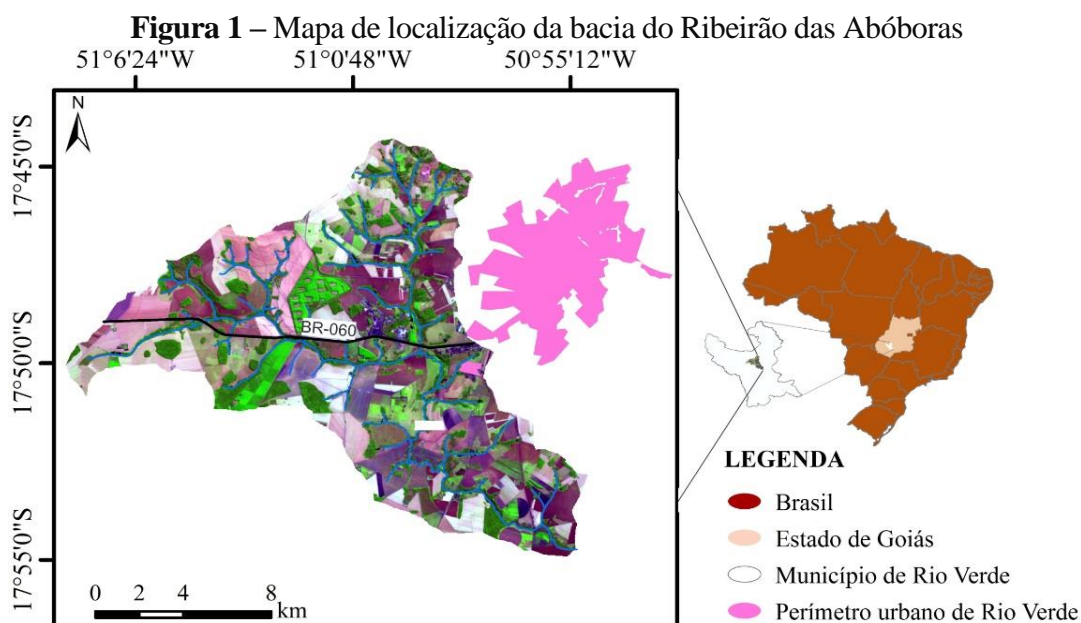 Figura 1 – Mapa de localização da bacia do Ribeirão das Abóboras
51°6'24"W 51°0'48"W 50°55'12"W
N
17°45'0"S
BR-060
17°50'0"S
17°55'0"S
LEGENDA
Brasil
Estado de Goiás
Município de Rio Verde
Perímetro urbano de Rio Verde
0 2 4 8
km